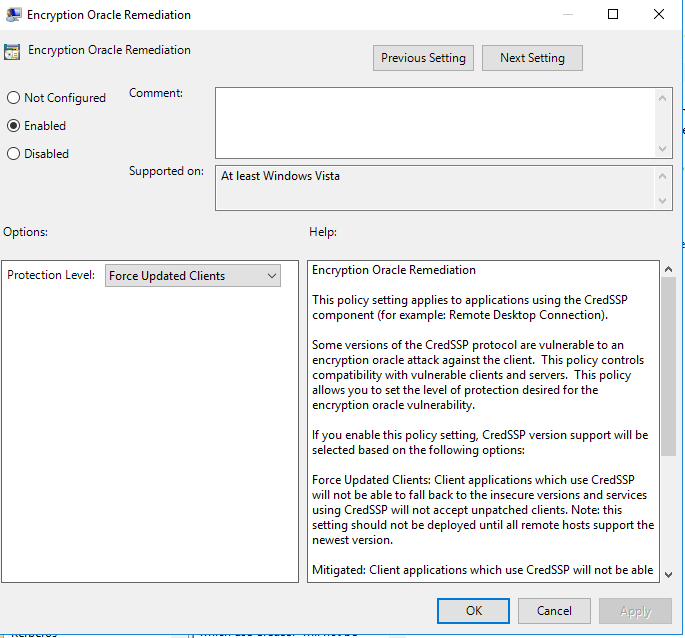 Encryption Oracle Remediation
Encryption Oracle Remediation
Previous Setting
Next Setting
Not Configured
Comment:
Enabled
Disabled
Supported on:
At least Windows Vista
Options:
Help:
Protection Level:
Force Updated Clients
Encryption Oracle Remediation
This policy setting applies to applications using the CredSSP
component (for example: Remote Desktop Connection).
Some versions of the CredSSP protocol are vulnerable to an
encryption oracle attack against the client.  This policy controls
compatibility with vulnerable clients and servers.  This policy
allows you to set the level of protection desired for the
encryption oracle vulnerability.
If you enable this policy setting, CredSSP version support will be
selected based on the following options:
Force Updated Clients: Client applications which use CredSSP
will not be able to fall back to the insecure versions and services
using CredSSP will not accept unpatched clients. Note: this
setting should not be deployed until all remote hosts support the
newest version.
Mitigated: Client applications which use CredSSP will not be able
OK
Cancel
Apply
Kerberos